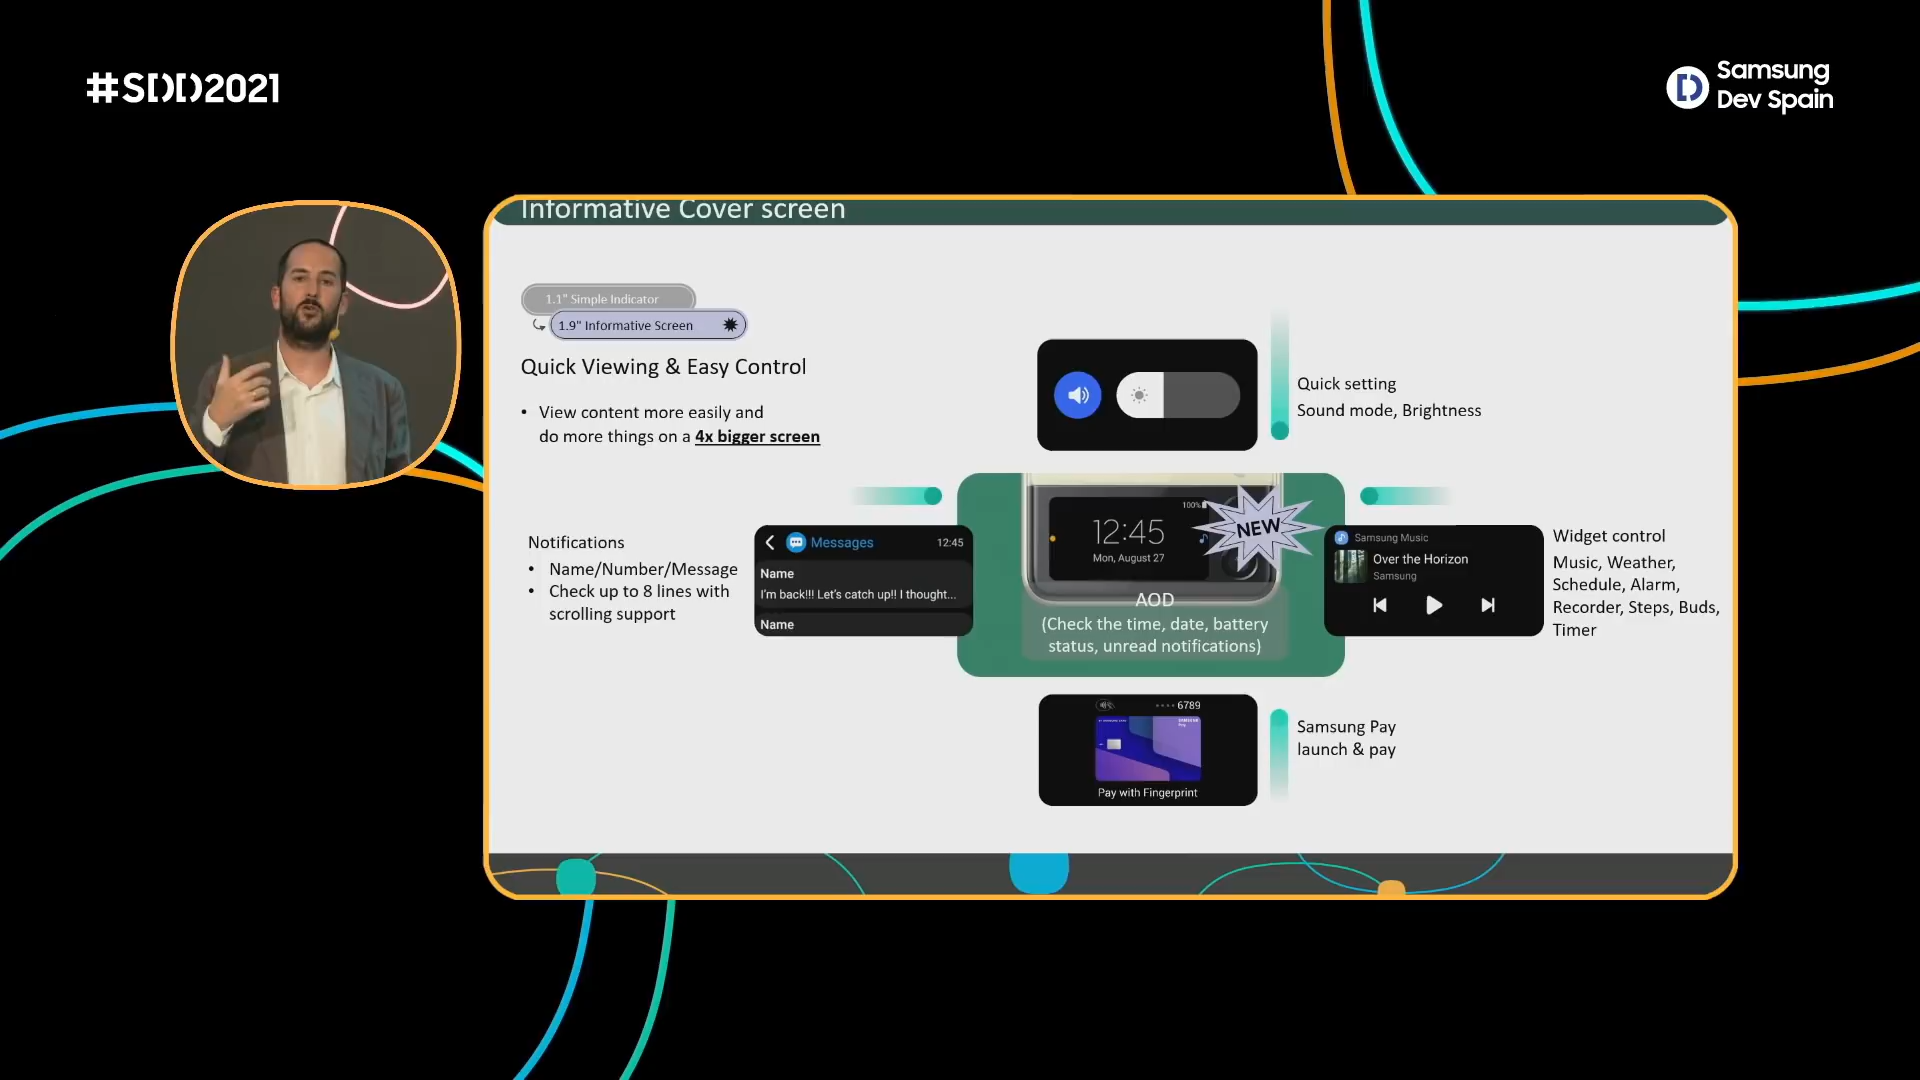 #SDD2021
Samsung
Dev Spain
Informative Cover screen
1.1" Simple Indicator
1.9" Informative Screen
Quick Viewing & Easy Control
• View content more easily and
do more things on a 4x bigger screen
Quick setting
Sound mode, Brightness
100%
12:45
Mon, August 27
NEW
AOD
(Check the time, date, battery
status, unread notifications)
Notifications
• Name/Number/Message
• Check up to 8 lines with
scrolling support
Messages
12:45
Name
I'm back!!! Let's catch up!! I thought...
Name
Samsung Music
Over the Horizon
Samsung
Widget control
Music, Weather,
Schedule, Alarm,
Recorder, Steps, Buds,
Timer
•••• 6789
Pay with Fingerprint
Samsung Pay
launch & pay